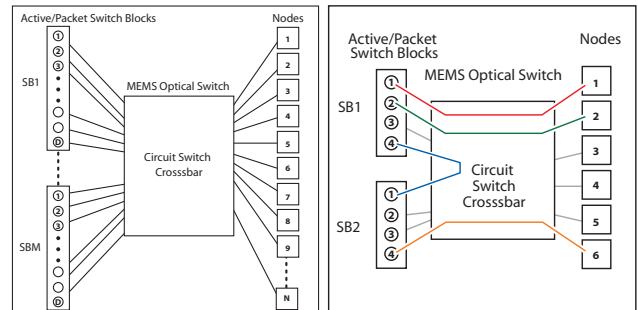 Active/Packet Switch Blocks
Nodes
SB1
1
2
3
D
SBM
1
2
3
D
MEMS Optical Switch
Circuit Switch
Crosssbar
1
2
3
4
5
6
7
8
9
N
Active/Packet
Switch Blocks
Nodes
MEMS Optical Switch
SB1
1
2
3
4
SB2
1
2
3
4
Circuit
Switch
Crosssbar
1
2
3
4
5
6